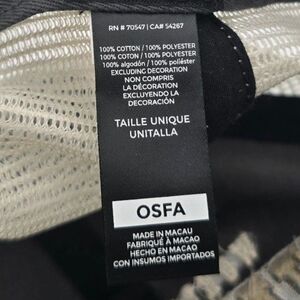 RN # 70547 | CA# 54267
100% COTTON / 100% POLYESTER
100% COTON / 100% POLYESTER
100% algodón / 100% poliéster
EXCLUDING DECORATION
NON COMPRIS
LA DÉCORATION
EXCLUYENDO LA
DECORACIÓN
TAILLE UNIQUE
UNITALLA
OSFA
MADE IN MACAU
FABRIQUÉ À MACAO
HECHO EN MACAO
CON INSUMOS IMPORTADOS